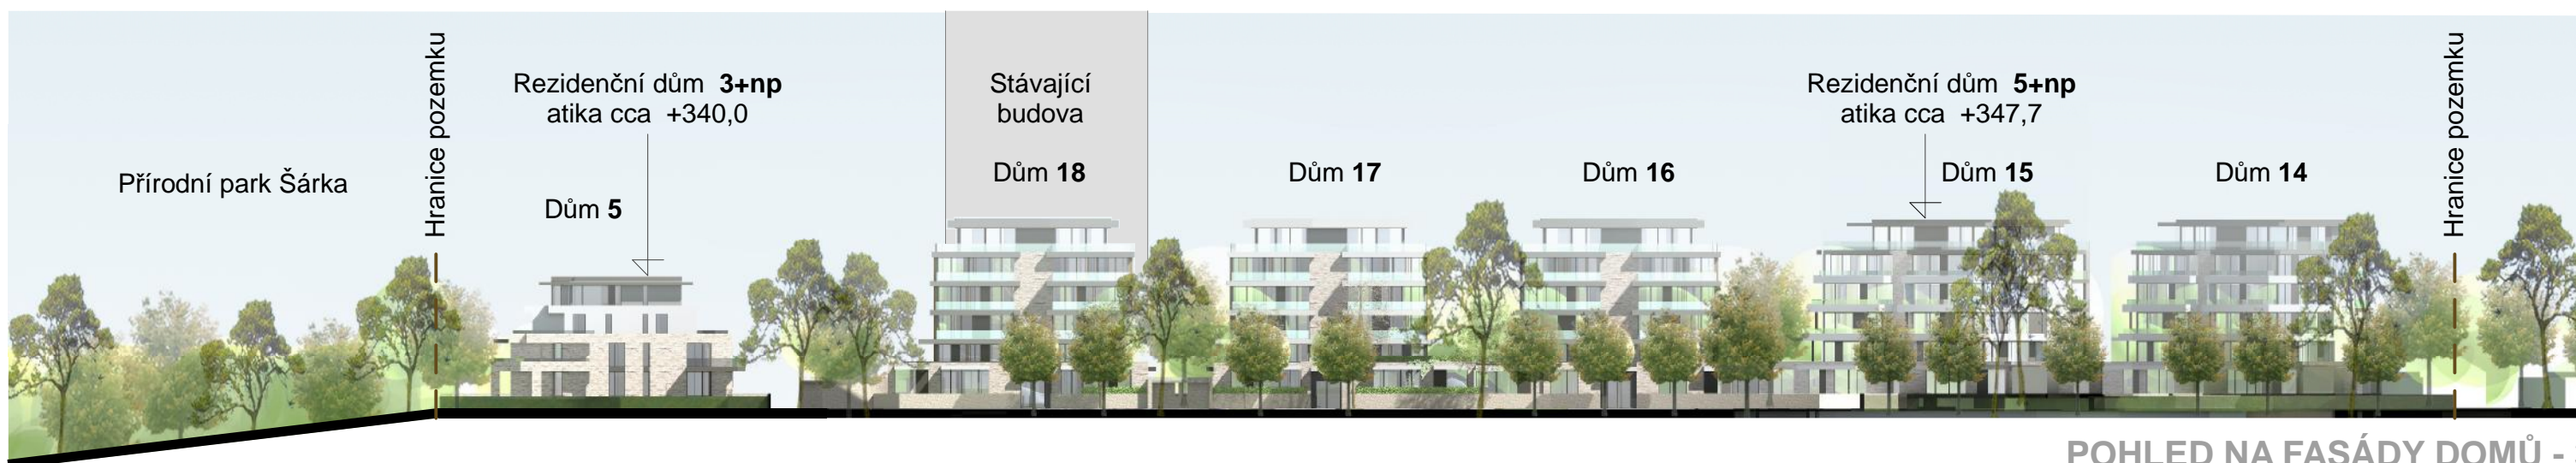 Přírodní park Šárka
Hranice pozemku
Rezidenční dům 3+np
atika cca +340,0
Dům 5
Stávající
budova
Dům 18
Dům 17
Dům 16
Rezidenční dům 5+np
atika cca +347,7
Dům 15
Dům 14
Hranice pozemku
POHLED NA FASÁDY DOMŮ -